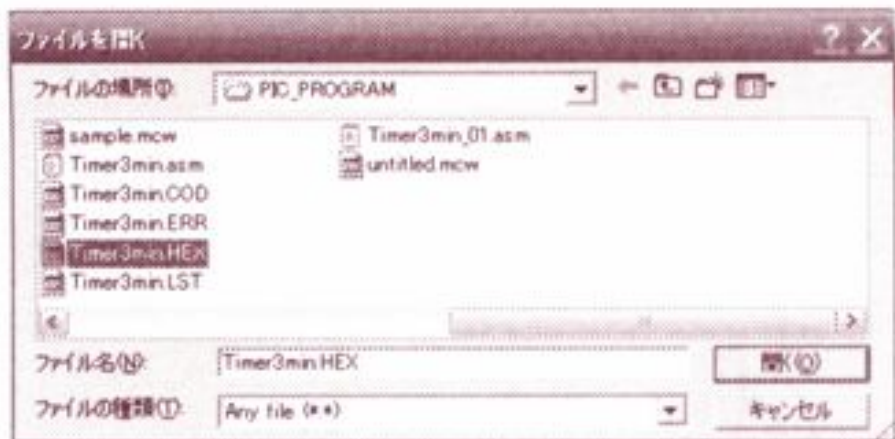 ファイルを開く
ファイルの場所(I): PIC_PROGRAM
sample.mcw
Timer3min.asm
Timer3min.COD
Timer3min.ERR
Timer3min.HEX
Timer3min.LST
Timer3min_01.asm
untitled.mcw
ファイル名(N): Timer3min.HEX 開く(O)
ファイルの種類(T): Any file (*.*) キャンセル